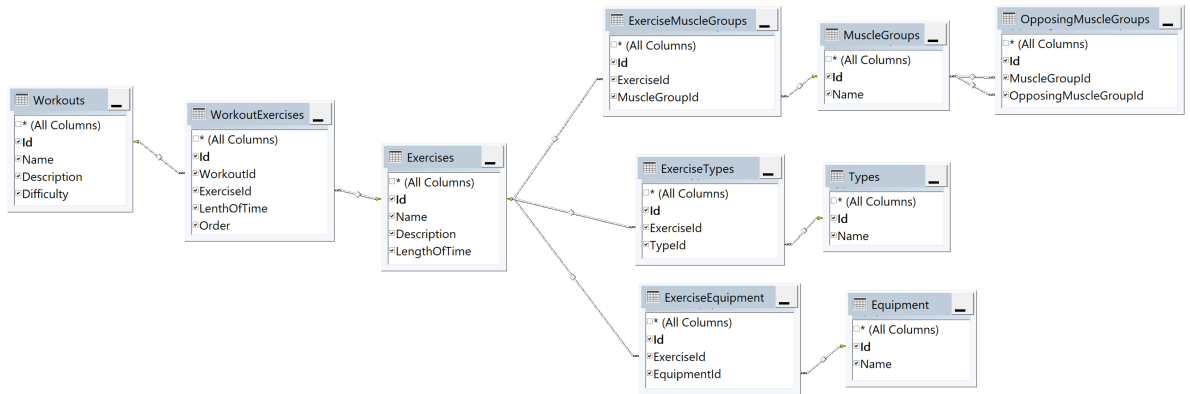 Workouts
* (All Columns)
Id
Name
Description
Difficulty
WorkoutExercises
* (All Columns)
Id
WorkoutId
ExerciseId
LenthOfTime
Order
Exercises
* (All Columns)
Id
Name
Description
LengthOfTime
ExerciseMuscleGroups
* (All Columns)
Id
ExerciseId
MuscleGroupId
MuscleGroups
* (All Columns)
Id
Name
OpposingMuscleGroups
* (All Columns)
Id
MuscleGroupId
OpposingMuscleGroupId
ExerciseTypes
* (All Columns)
Id
ExerciseId
TypeId
Types
* (All Columns)
Id
Name
ExerciseEquipment
* (All Columns)
Id
ExerciseId
EquipmentId
Equipment
* (All Columns)
Id
Name